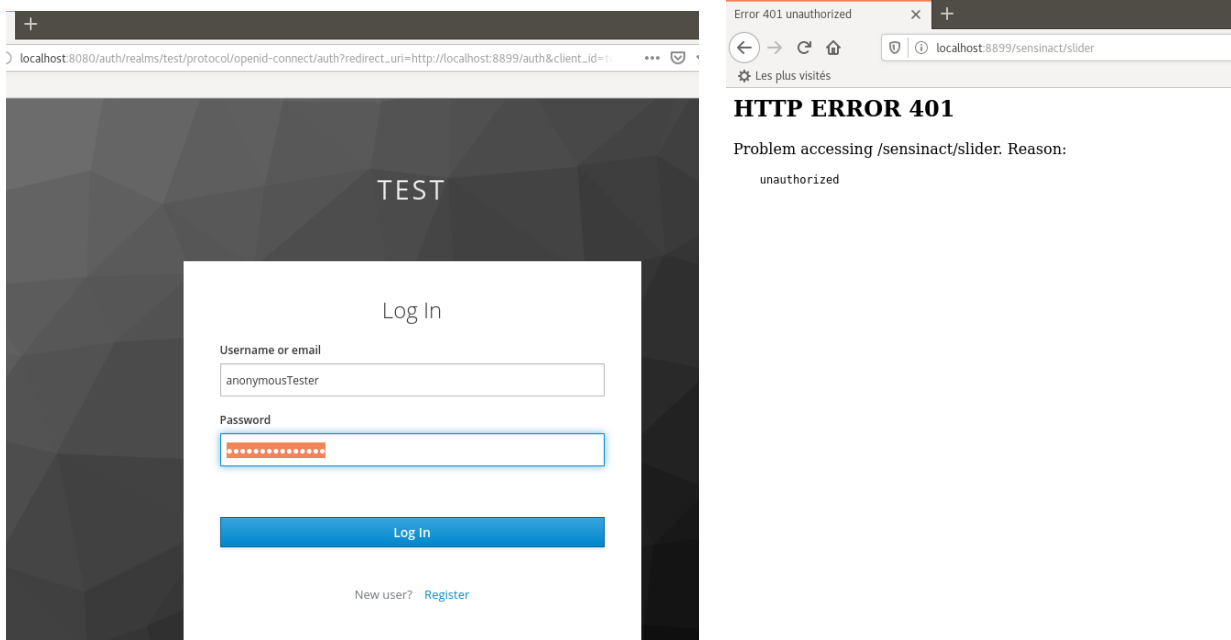 localhost:8080/auth/realms/test/protocol/openid-connect/auth?redirect_uri=http://localhost:8899/auth&client_id=
TEST
Log In
Username or email
anonymousTester
Password
•••••••••••••••
Log In
New user? Register
Error 401 unauthorized
localhost:8899/sensinact/slider
Les plus visités
HTTP ERROR 401
Problem accessing /sensinact/slider. Reason:
unauthorized